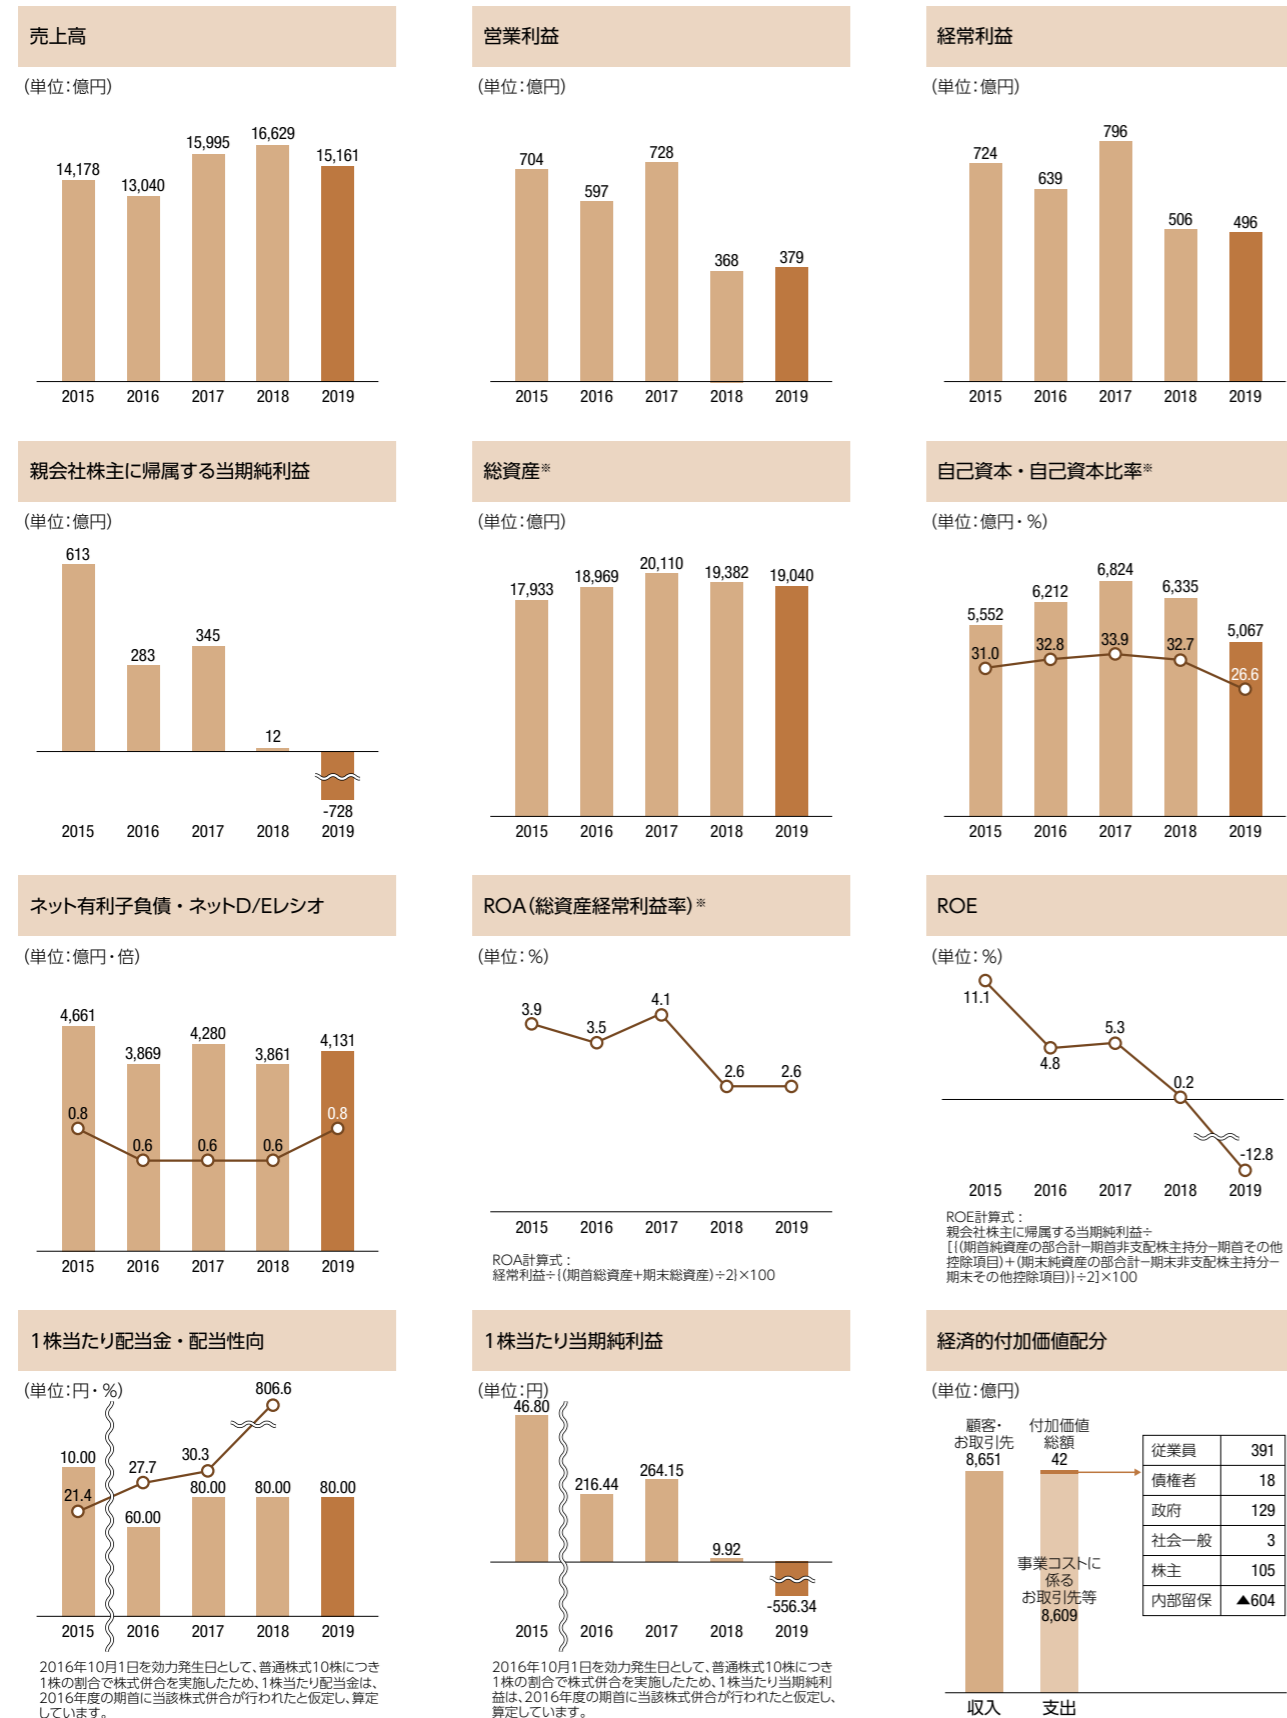 売上高
(単位:億円)
14,178
13,040
15,995
16,629
15,161
2015 2016 2017 2018 2019
営業利益
(単位:億円)
704
597
728
368
379
2015 2016 2017 2018 2019
経常利益
(単位:億円)
724
639
796
506
496
2015 2016 2017 2018 2019
親会社株主に帰属する当期純利益
(単位:億円)
613
283
345
12
-728
2015 2016 2017 2018 2019
総資産※
(単位:億円)
17,933
18,969
20,110
19,382
19,040
2015 2016 2017 2018 2019
自己資本・自己資本比率※
(単位:億円・%)
5,552
6,212
6,824
6,335
5,067
31.0
32.8
33.9
32.7
26.6
2015 2016 2017 2018 2019
ネット有利子負債・ネットD/Eレシオ
(単位:億円・倍)
4,661
3,869
4,280
3,861
4,131
0.8
0.6
0.6
0.6
0.8
2015 2016 2017 2018 2019
ROA(総資産経常利益率)※
(単位:%)
3.9
3.5
4.1
2.6
2.6
2015 2016 2017 2018 2019
ROA計算式:
経常利益÷{(期首総資産+期末総資産)÷2}×100
ROE
(単位:%)
11.1
4.8
5.3
0.2
-12.8
2015 2016 2017 2018 2019
ROE計算式:
親会社株主に帰属する当期純利益÷
[{(期首純資産の部合計-期首非支配株主持分-期首その他
控除項目)+(期末純資産の部合計-期末非支配株主持分-
期末その他控除項目)}÷2]×100
1株当たり配当金・配当性向
(単位:円・%)
10.00
60.00
80.00
80.00
80.00
21.4
27.7
30.3
806.6
2015 2016 2017 2018 2019
2016年10月1日を効力発生日として、普通株式10株につき
1株の割合で株式併合を実施したため、1株当たり配当金は、
2016年度の期首に当該株式併合が行われたと仮定し、算定
しています。
1株当たり当期純利益
(単位:円)
46.80
216.44
264.15
9.92
-556.34
2015 2016 2017 2018 2019
2016年10月1日を効力発生日として、普通株式10株につき
1株の割合で株式併合を実施したため、1株当たり当期純利
益は、2016年度の期首に当該株式併合が行われたと仮定し、
算定しています。
経済的付加価値配分
(単位:億円)
顧客・
お取引先
8,651
付加価値
総額
42
事業コストに
係る
お取引先等
8,609
収入 支出
従業員 391
債権者 18
政府 129
社会一般 3
株主 105
内部留保 ▲604